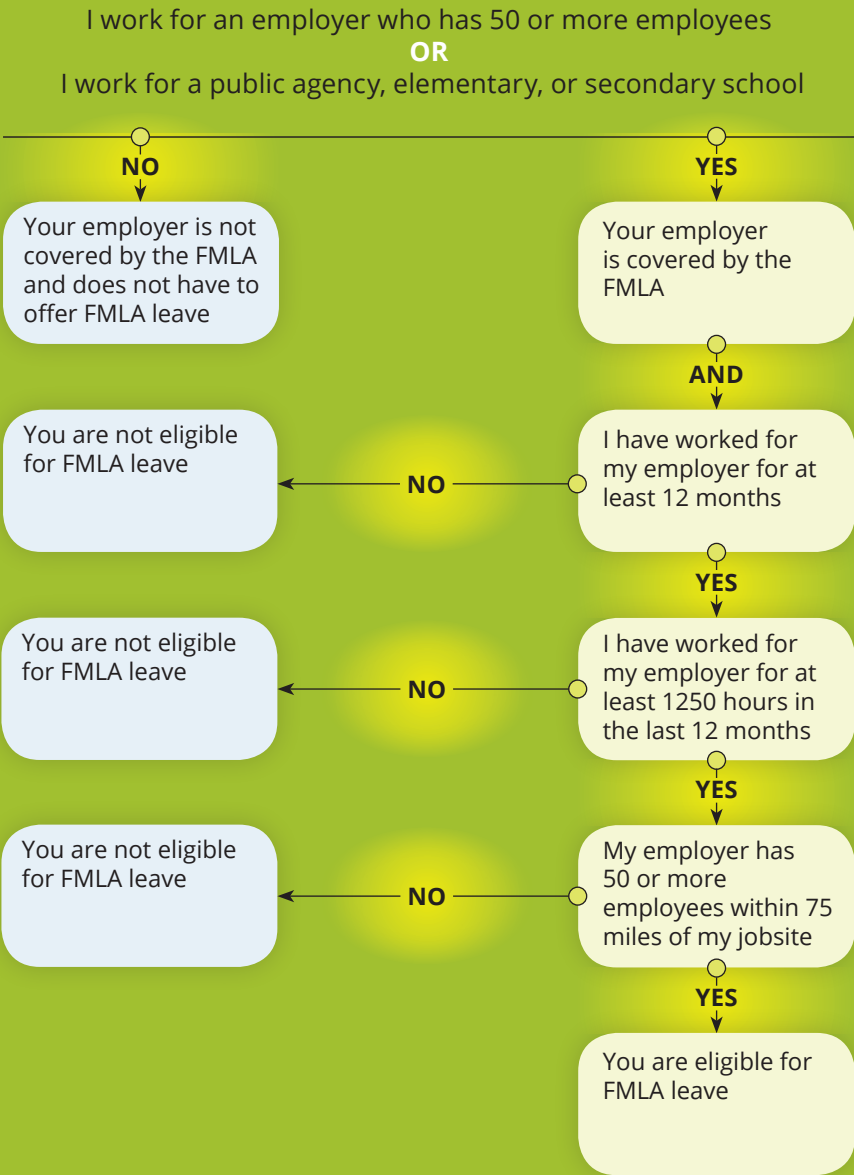 I work for an employer who has 50 or more employees
OR
I work for a public agency, elementary, or secondary school
NO
YES
Your employer is not
covered by the FMLA
and does not have to
offer FMLA leave
Your employer
is covered by the
FMLA
AND
I have worked for
my employer for at
least 12 months
NO
You are not eligible
for FMLA leave
YES
I have worked for
my employer for at
least 1250 hours in
the last 12 months
NO
You are not eligible
for FMLA leave
YES
My employer has
50 or more
employees within 75
miles of my jobsite
NO
You are not eligible
for FMLA leave
YES
You are eligible for
FMLA leave